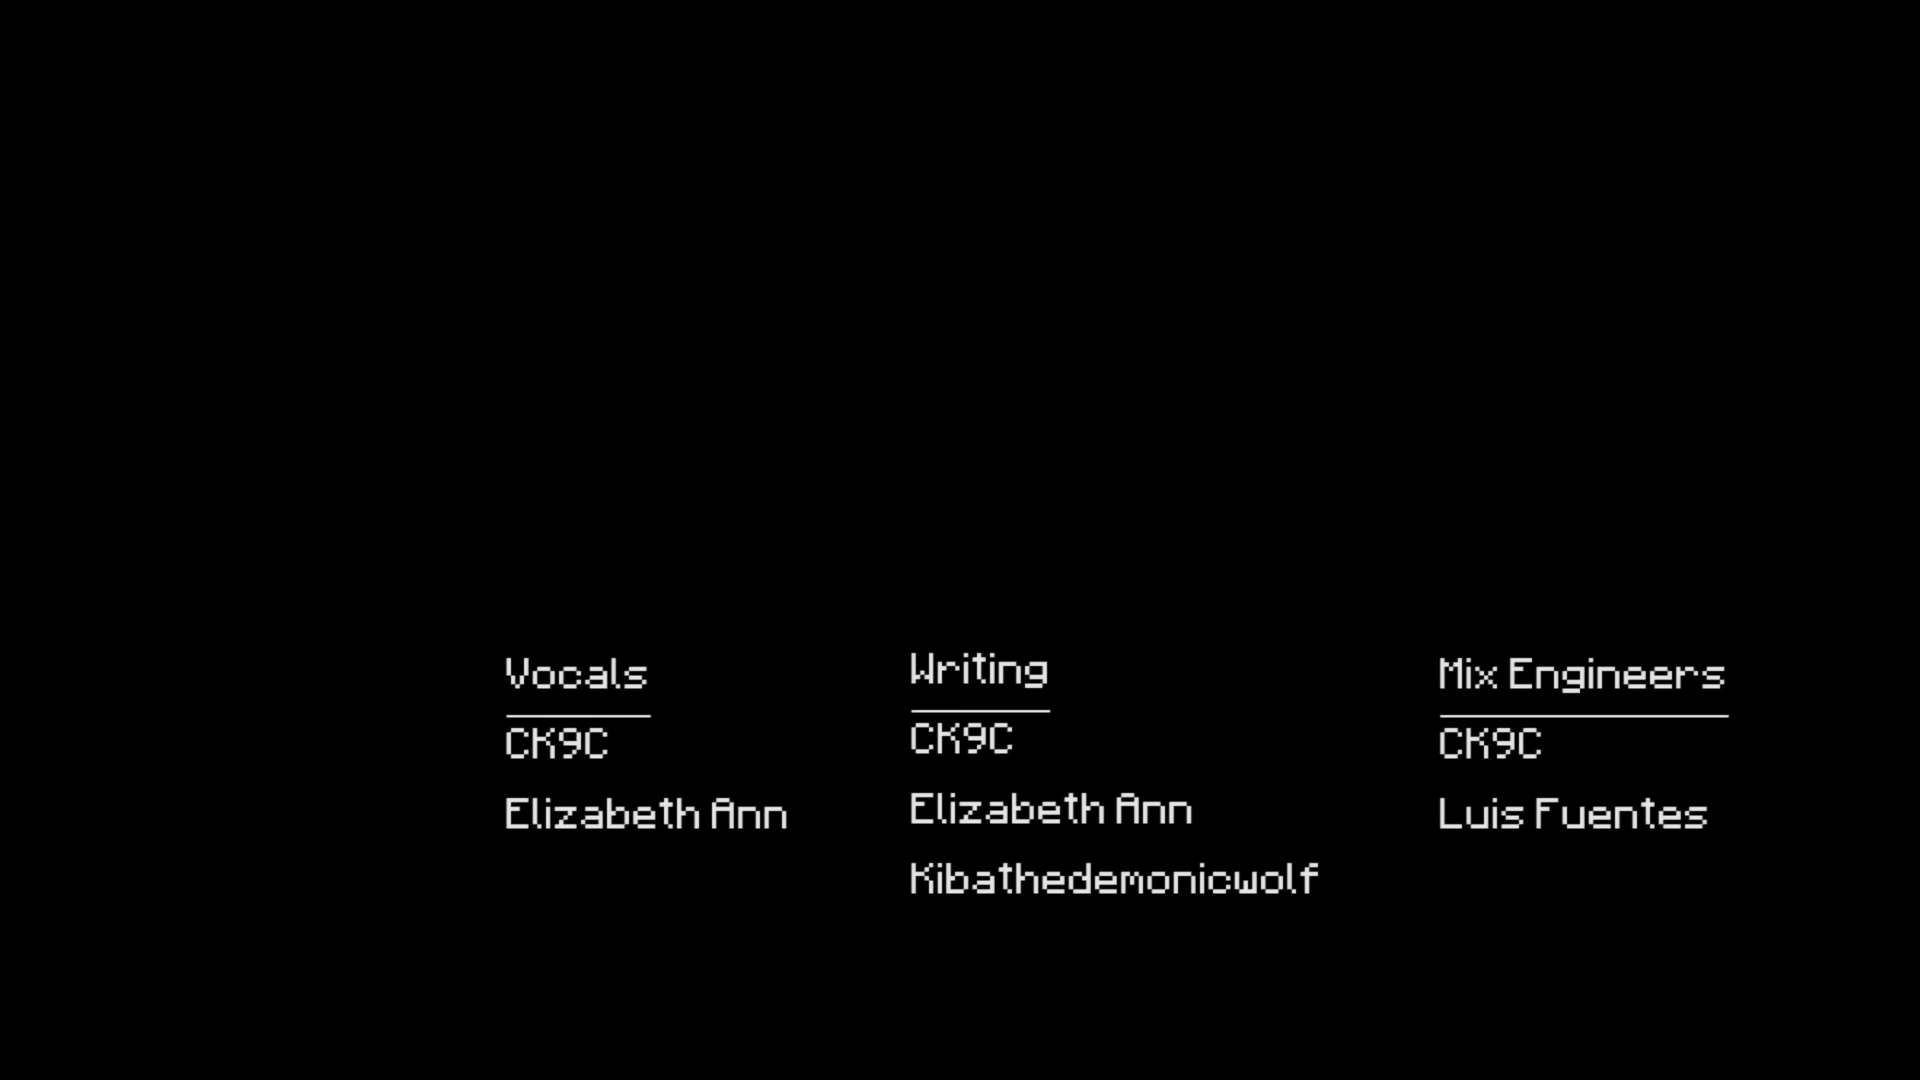 Vocals
CK9C
Elizabeth Ann
Writing
CK9C
Elizabeth Ann
Kibathedemonicwolf
Mix Engineers
CK9C
Luis Fuentes